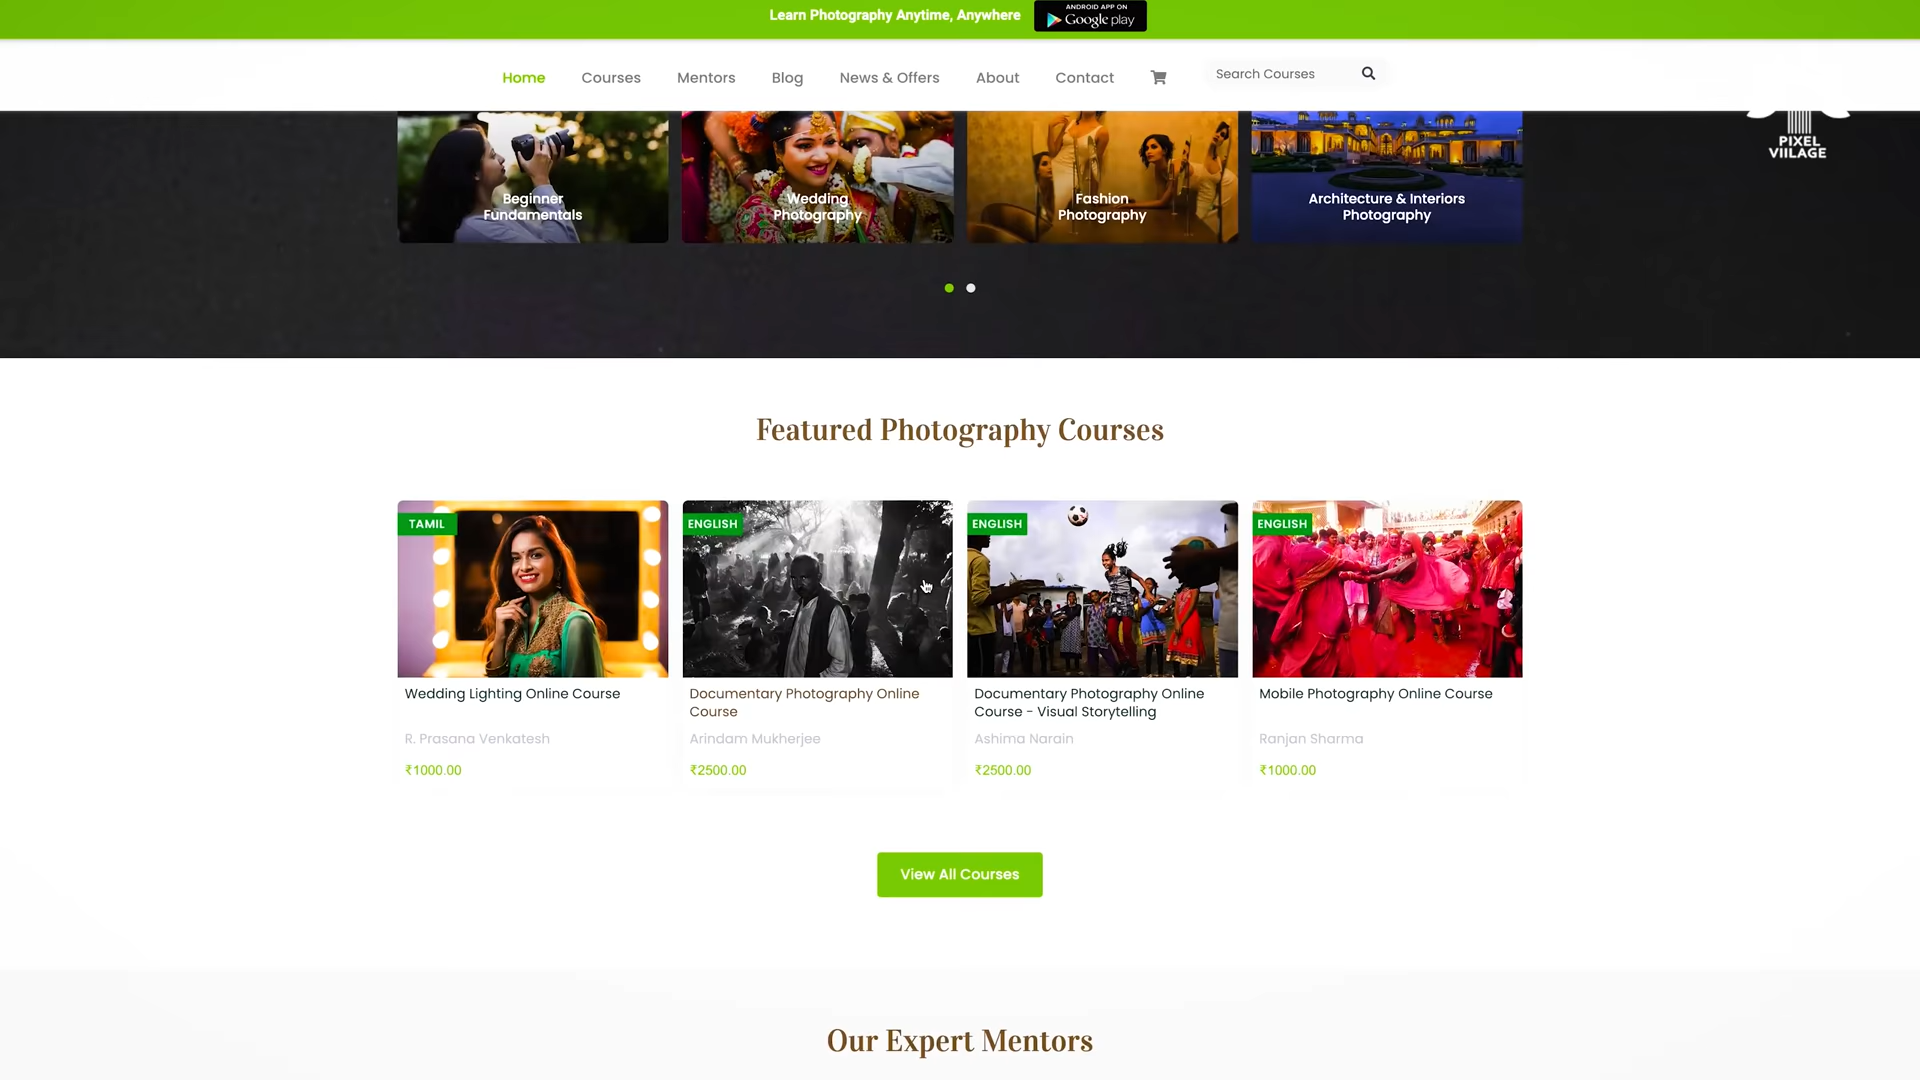 Learn Photography Anytime, Anywhere
ANDROID APP ON
Google play
Home
Courses
Mentors
Blog
News & Offers
About
Contact
Search Courses
PIXEL
VIILAGE
Beginner
Fundamentals
Wedding
Photography
Fashion
Photography
Architecture & Interiors
Photography
Featured Photography Courses
TAMIL
ENGLISH
ENGLISH
ENGLISH
Wedding Lighting Online Course
R. Prasana Venkatesh
₹1000.00
Documentary Photography Online
Course
Arindam Mukherjee
₹2500.00
Documentary Photography Online
Course - Visual Storytelling
Ashima Narain
₹2500.00
Mobile Photography Online Course
Ranjan Sharma
₹1000.00
View All Courses
Our Expert Mentors